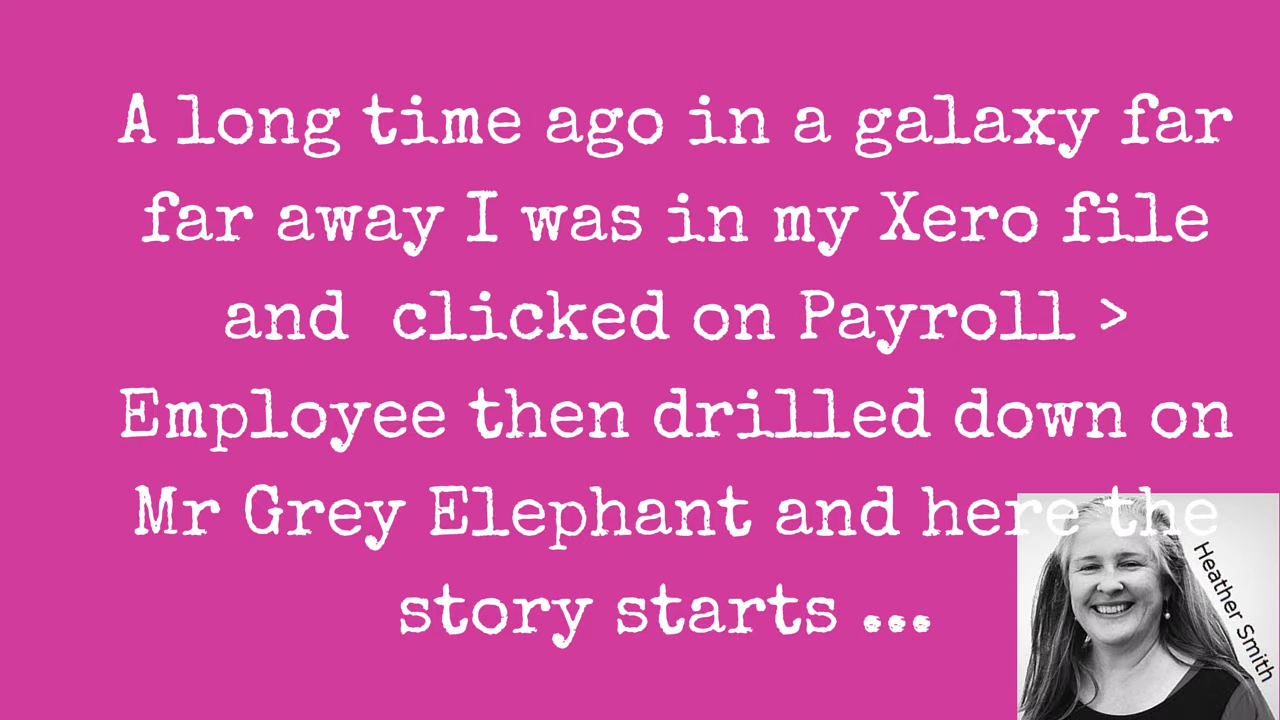 A long time ago in a galaxy far
far away I was in my Xero file
and clicked on Payroll >
Employee then drilled down on
Mr Grey Elephant and here the
story starts ...
Heather Smith